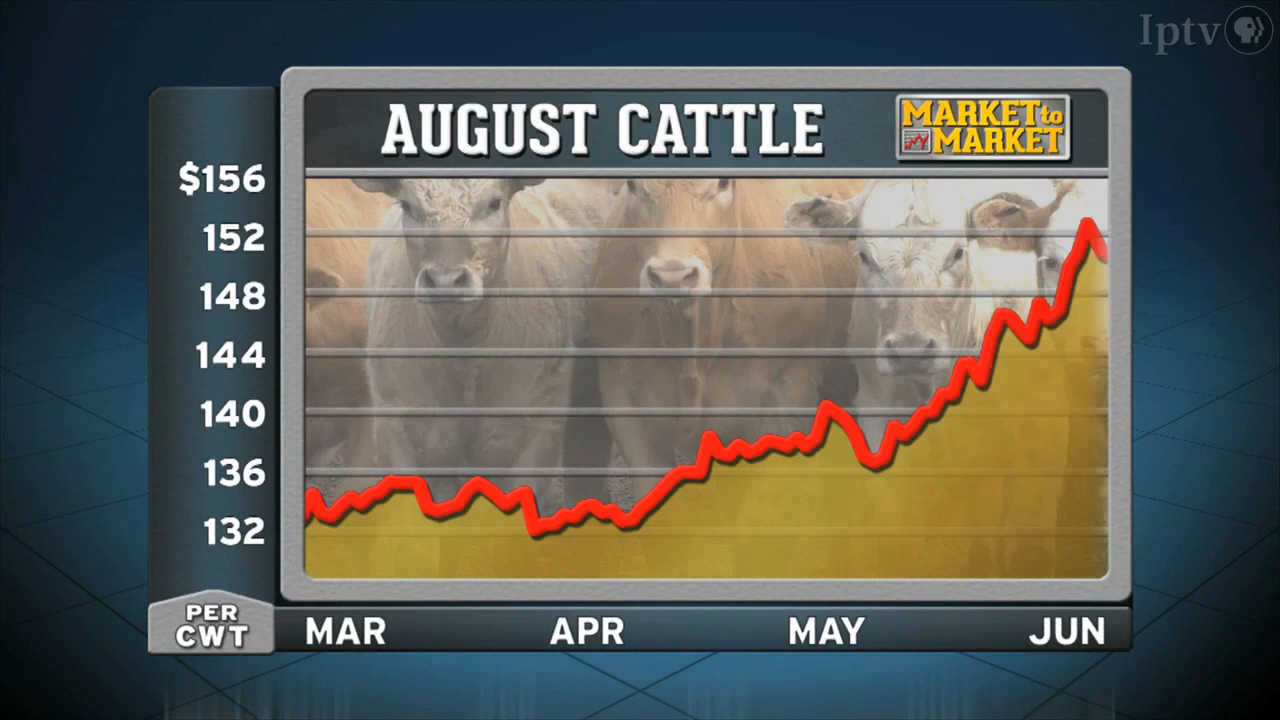 Iptv
AUGUST CATTLE
MARKET to
MARKET
$156
152
148
144
140
136
132
PER
CWT
MAR APR MAY JUN